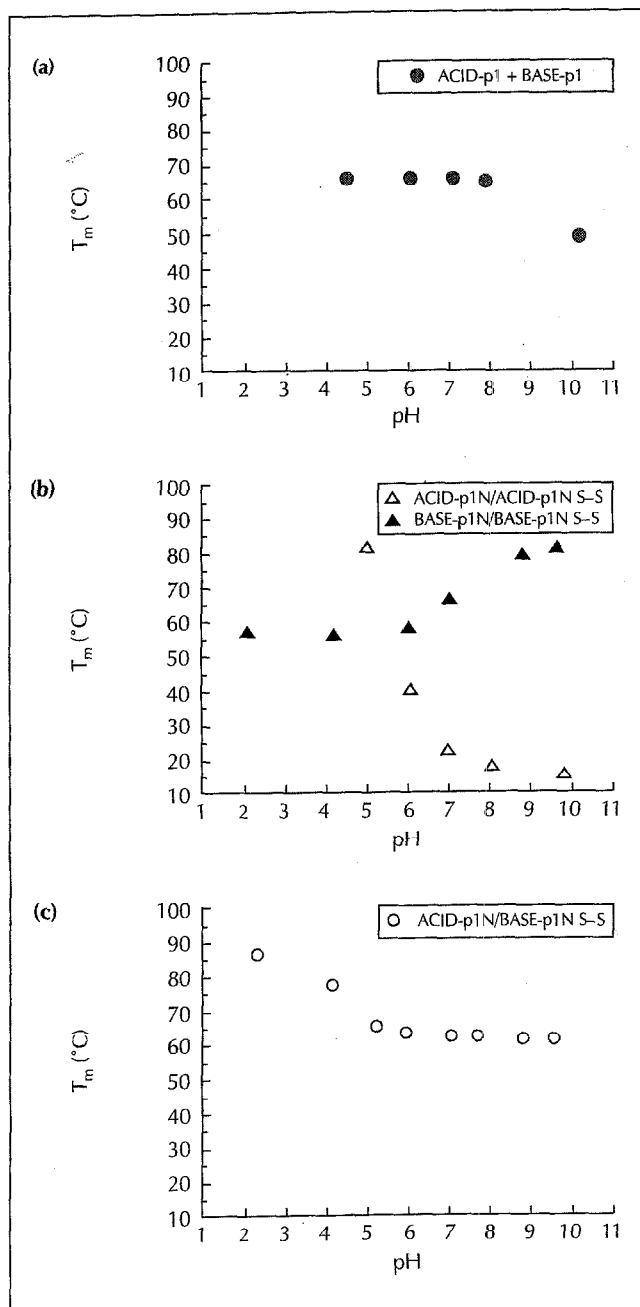 (a)
● ACID-p1 + BASE-p1
100
90
80
70
60
50
40
30
20
10
Tm (°C)
1 2 3 4 5 6 7 8 9 10 11
pH
(b)
△ ACID-p1N/ACID-p1N S–S
▲ BASE-p1N/BASE-p1N S–S
100
90
80
70
60
50
40
30
20
10
Tm (°C)
1 2 3 4 5 6 7 8 9 10 11
pH
(c)
○ ACID-p1N/BASE-p1N S–S
100
90
80
70
60
50
40
30
20
10
Tm (°C)
1 2 3 4 5 6 7 8 9 10 11
pH